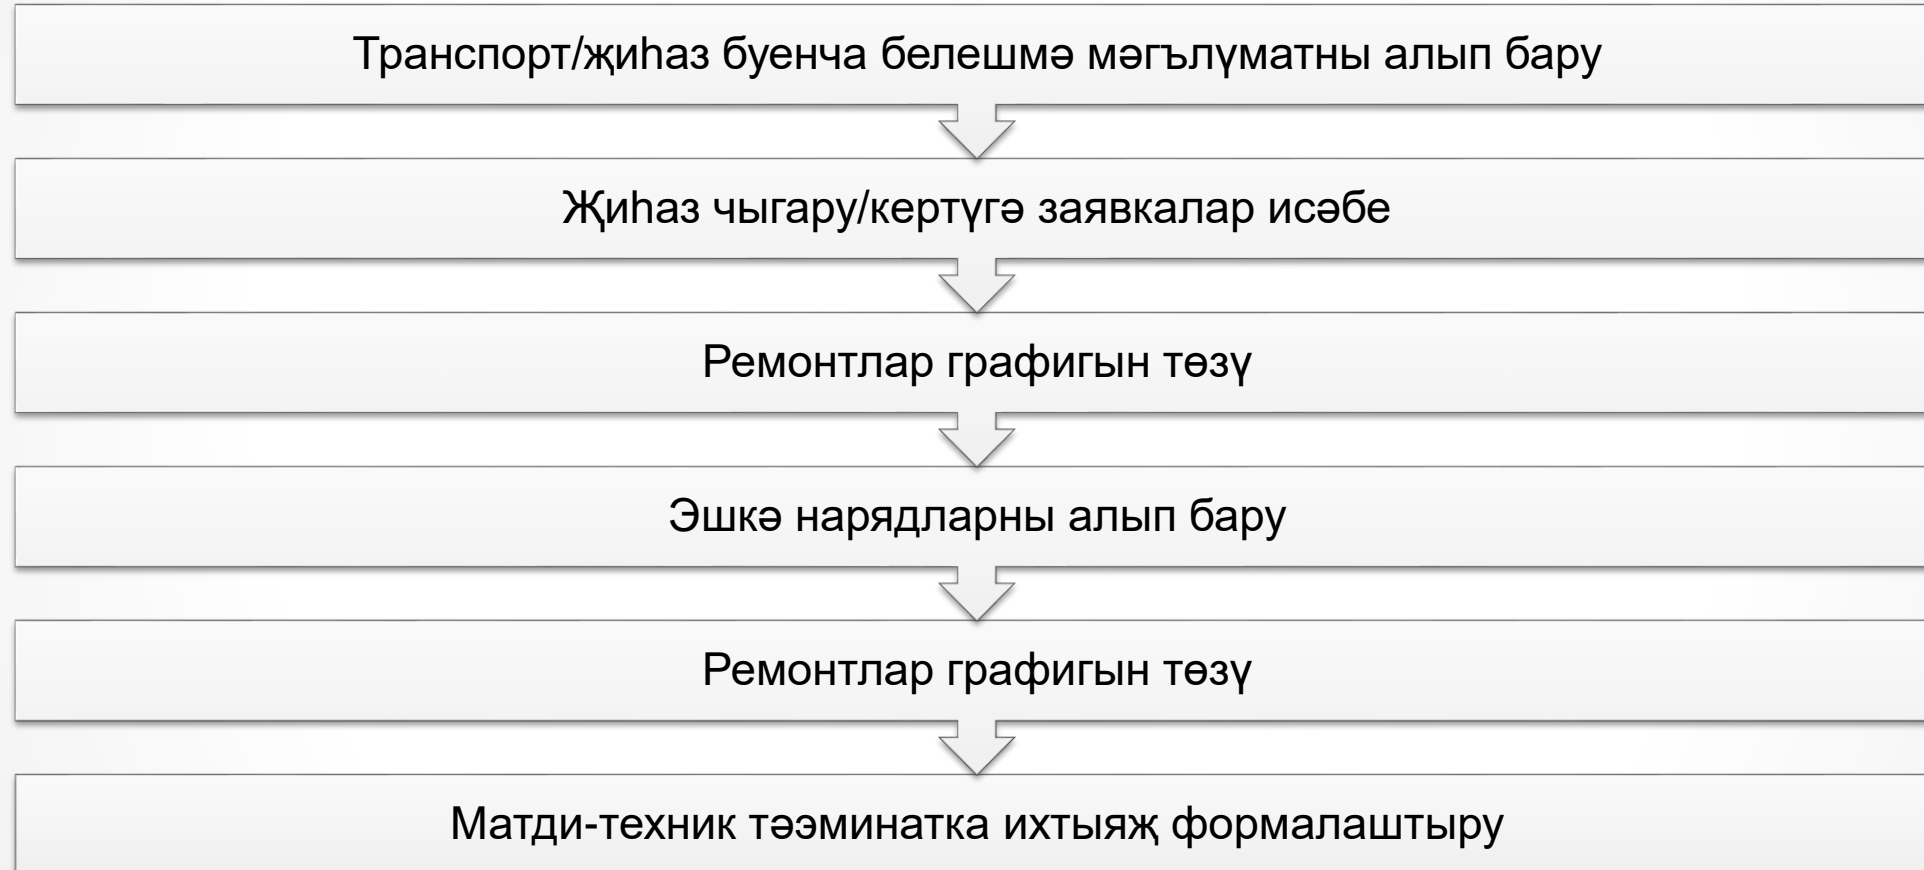 Транспорт/җиһаз буенча белешмә мәгълүматны алып бару
Җиһаз чыгару/кертүгә заявкалар исәбе
Ремонтлар графигын төзү
Эшкә нарядларны алып бару
Ремонтлар графигын төзү
Матди-техник тәэминатка ихтыяҗ формалаштыру